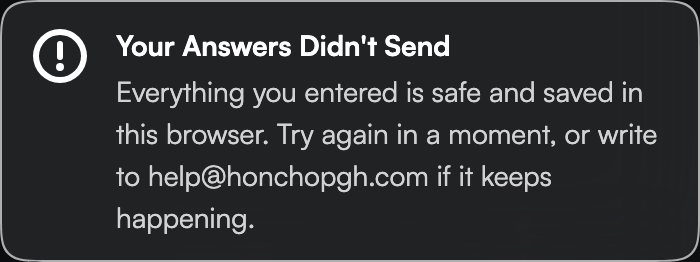 Your Answers Didn't Send
Everything you entered is safe and saved in
this browser. Try again in a moment, or write
to help@honchopgh.com if it keeps
happening.